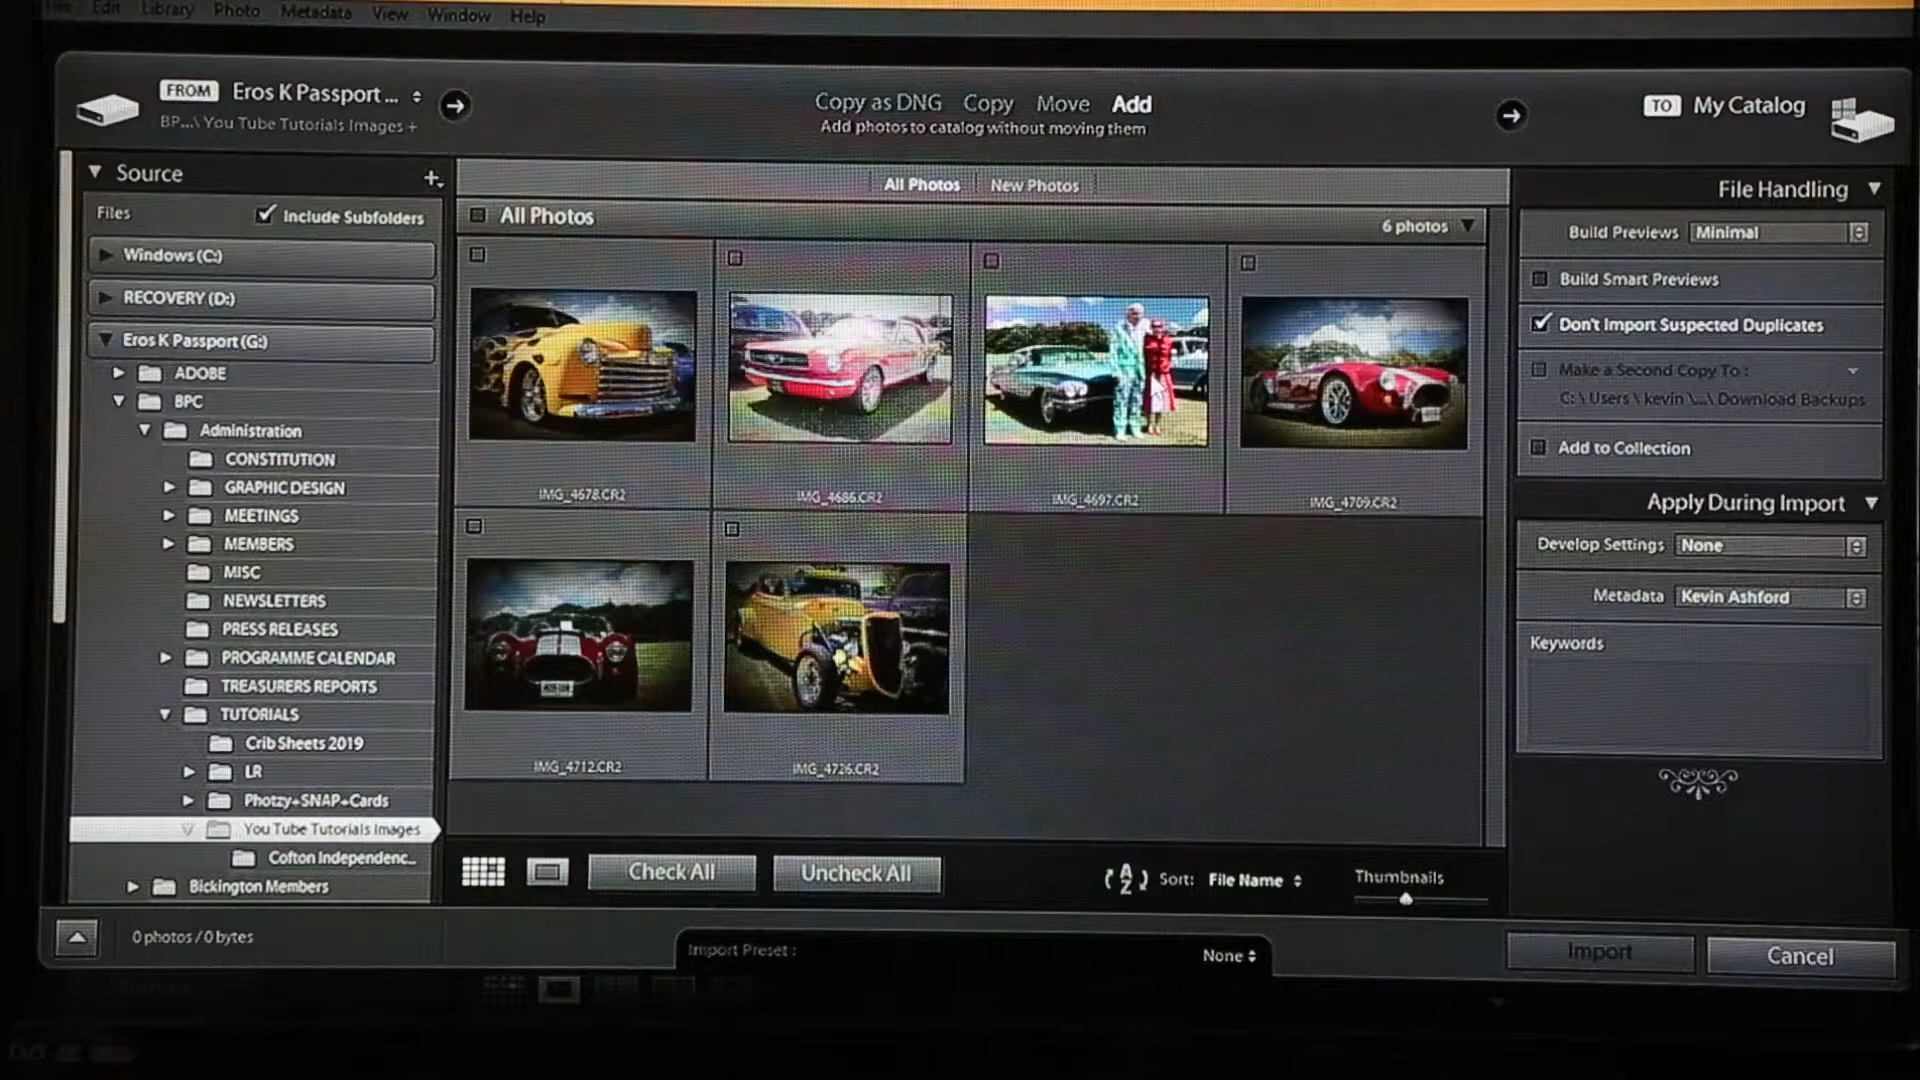 File Edit Library Photo Metadata View Window Help
FROM Eros K Passport ...
BP...\ You Tube Tutorials Images +
Copy as DNG Copy Move Add
Add photos to catalog without moving them
TO My Catalog
Source
Files Include Subfolders
Windows (C:)
RECOVERY (D:)
Eros K Passport (G:)
ADOBE
BPC
Administration
CONSTITUTION
GRAPHIC DESIGN
MEETINGS
MEMBERS
MISC
NEWSLETTERS
PRESS RELEASES
PROGRAMME CALENDAR
TREASURERS REPORTS
TUTORIALS
Crib Sheets 2019
LR
Photzy+SNAP+Cards
You Tube Tutorials Images
Cofton Independenc...
Bickington Members
All Photos New Photos
All Photos 6 photos
IMG_4678.CR2 IMG_4686.CR2 IMG_4697.CR2 IMG_4709.CR2
IMG_4712.CR2 IMG_4726.CR2
Check All Uncheck All Sort: File Name Thumbnails
File Handling
Build Previews Minimal
Build Smart Previews
Don't Import Suspected Duplicates
Make a Second Copy To :
C: \ Users \ kevin \...\ Download Backups
Add to Collection
Apply During Import
Develop Settings None
Metadata Kevin Ashford
Keywords
0 photos / 0 bytes
Import Preset : None
Import Cancel